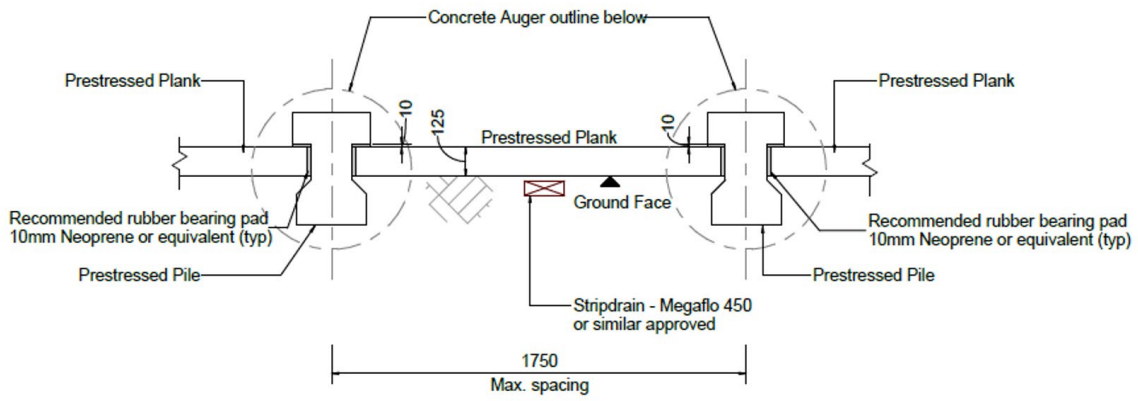 Concrete Auger outline below
Prestressed Plank
Prestressed Plank
10
125
Prestressed Plank
10
Ground Face
Recommended rubber bearing pad
10mm Neoprene or equivalent (typ)
Recommended rubber bearing pad
10mm Neoprene or equivalent (typ)
Prestressed Pile
Prestressed Pile
Stripdrain - Megaflo 450
or similar approved
1750
Max. spacing